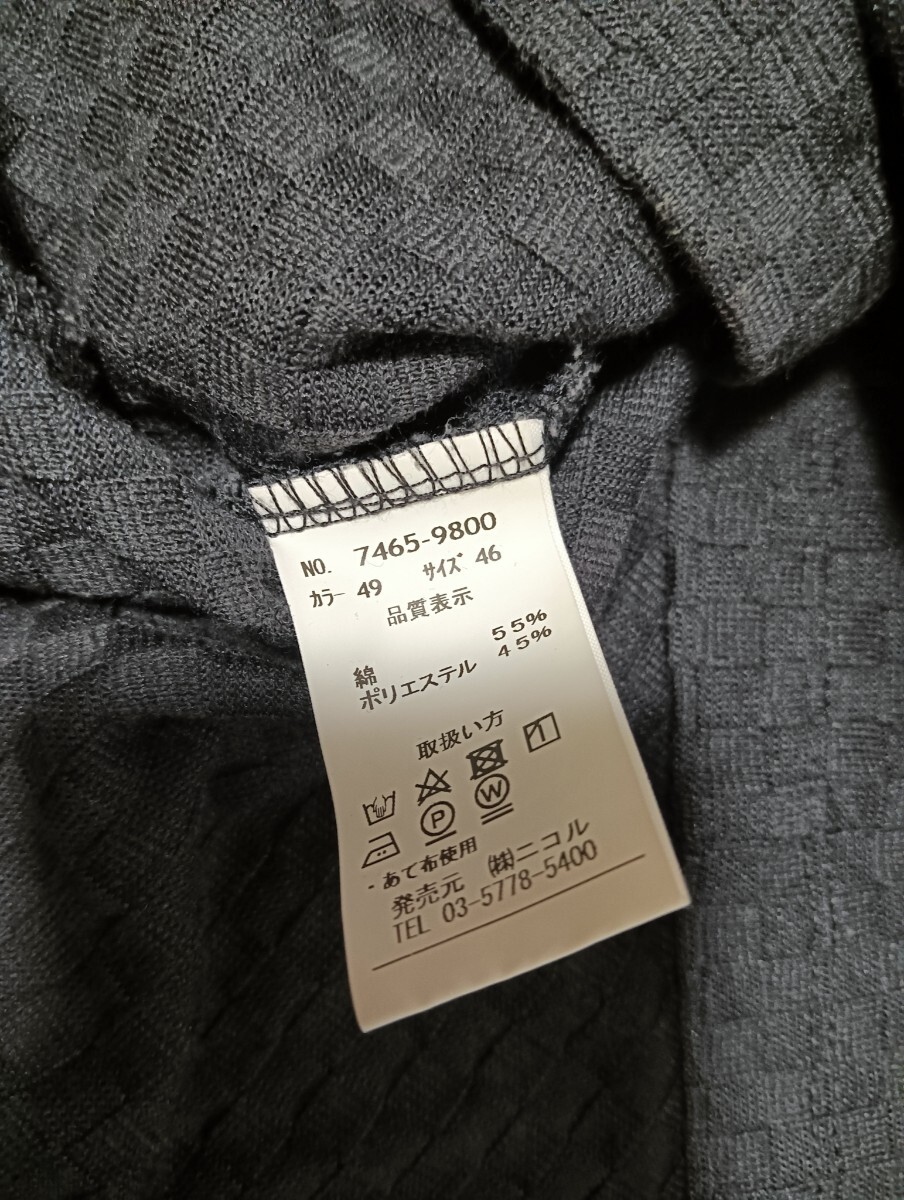 NO. 7465-9800
カラー 49 サイズ 46
品質表示
綿 55%
ポリエステル 45%
取扱い方
P W
・あて布使用
発売元 ㈱ニコル
TEL 03-5778-5400